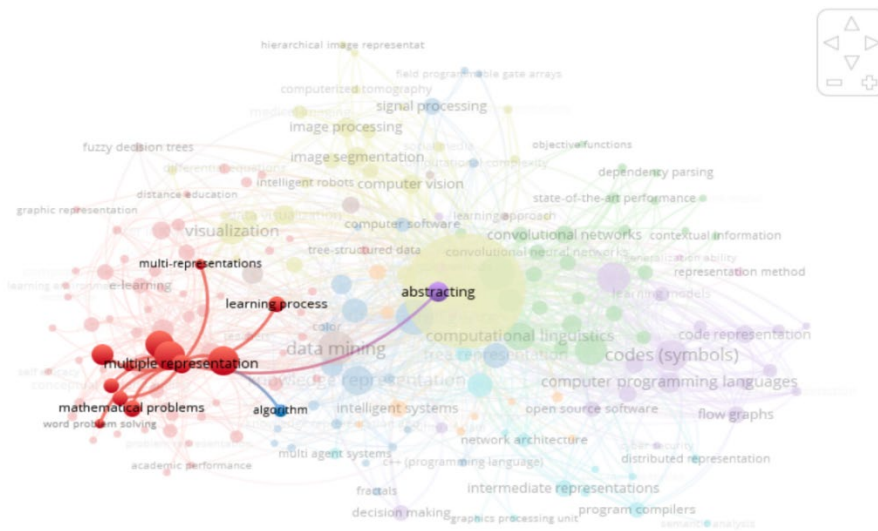 hierarchical image representat
field programmable gate arrays
computerized tomography
signal processing
image processing
fuzzy decision trees
objective functions
image segmentation
dependency parsing
intelligent robots
computer vision
distance education
state-of-the-art performance
graphic representation
learning approach
computer software
visualization
convolutional networks
contextual information
tree-structured data
convolutional neural networks
multi-representations
representation method
e-learning
abstracting
learning models
learning process
color
computational linguistics
code representation
data mining
codes (symbols)
tree representation
multiple representation
knowledge representation
computer programming languages
mathematical problems
algorithm
intelligent systems
open source software
flow graphs
word problem solving
network architecture
multi agent systems
c++ (programming language)
distributed representation
academic performance
fractals
intermediate representations
decision making
graphics processing unit
program compilers
semantic analysis